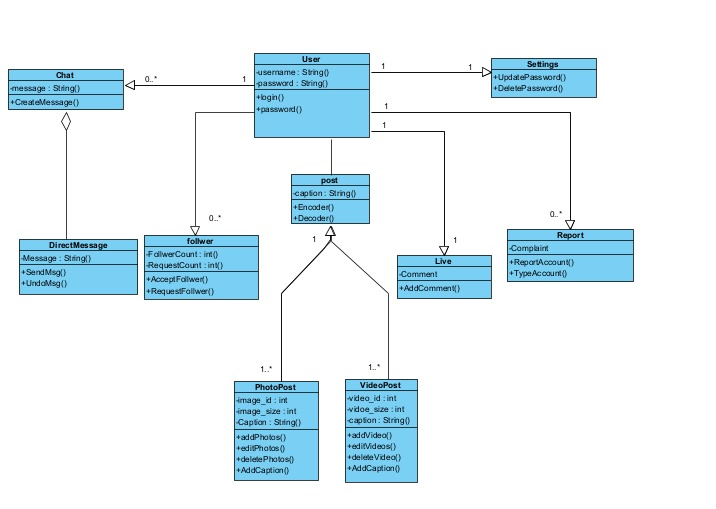 User
-username : String()
-password : String()
+login()
+password()
Settings
+UpdatePassword()
+DeletePassword()
Chat
-message : String()
+CreateMessage()
0..*
1
1
1
1
1
post
-caption : String()
+Encoder()
+Decoder()
0..*
0..*
DirectMessage
-Message : String()
+SendMsg()
+UndoMsg()
follwer
-FollwerCount : int()
-RequestCount : int()
+AcceptFollwer()
+RequestFollwer()
1
1
Live
-Comment
+AddComment()
Report
-Complaint
+ReportAccount()
+TypeAccount()
1..*
1..*
PhotoPost
-image_id : int
-image_size : int
-Caption : String()
+addPhotos()
+editPhotos()
+deletePhotos()
+AddCaption()
VideoPost
-video_id : int
-vidoe_size : int
-caption : String()
+addVideo()
+editVideos()
+deleteVideo()
+AddCaption()